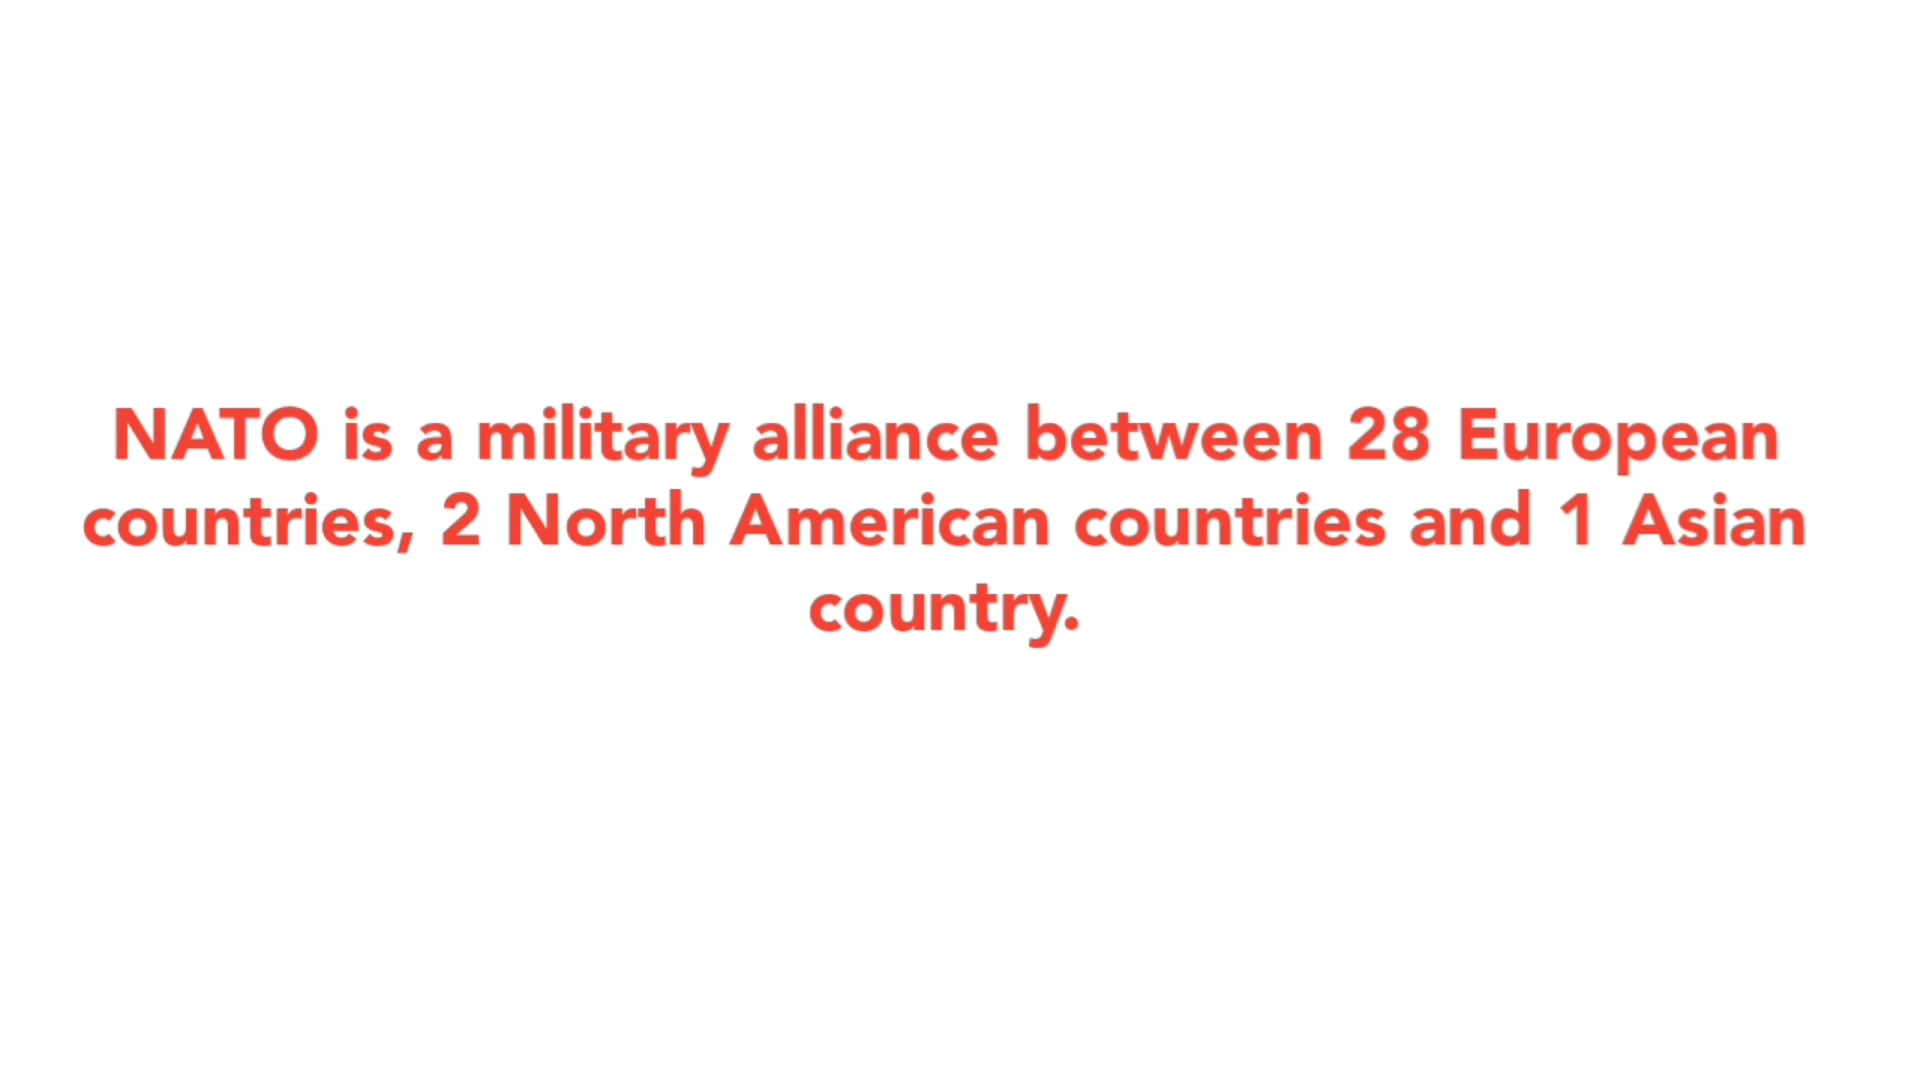 NATO is a military alliance between 28 European
countries, 2 North American countries and 1 Asian
country.